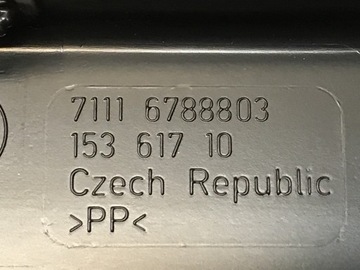 7111 6788803
153 617 10
Czech Republic
>PP<